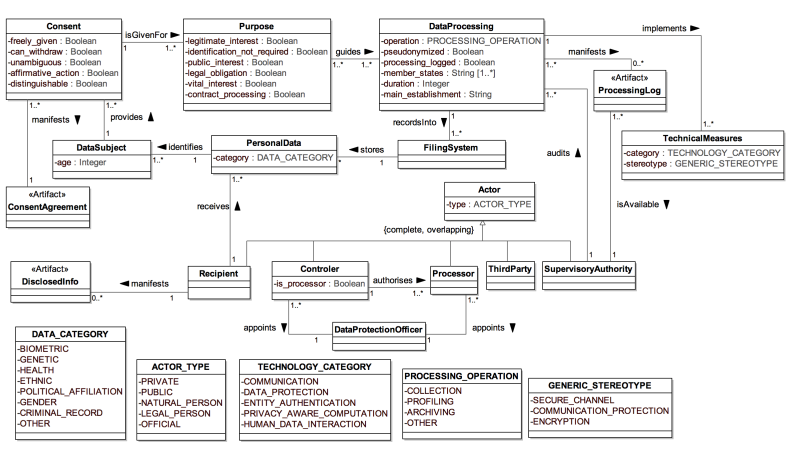 Consent
-freely_given : Boolean
-can_withdraw : Boolean
-unambiguous : Boolean
-affirmative_action : Boolean
-distinguishable : Boolean
isGivenFor
1
1..*
Purpose
-legitimate_interest : Boolean
-identification_not_required : Boolean
-public_interest : Boolean
-legal_obligation : Boolean
-vital_interest : Boolean
-contract_processing : Boolean
guides
1..*
1..*
DataProcessing
-operation : PROCESSING_OPERATION
-pseudonymized : Boolean
-processing_logged : Boolean
-member_states : String [1..*]
-duration : Integer
-main_establishment : String
1
implements
1..*
manifests
0..*
1..*
«Artifact»
ProcessingLog
1..*
1..*
manifests
provides
1
recordsInto
1..*
1..*
TechnicalMeasures
-category : TECHNOLOGY_CATEGORY
-stereotype : GENERIC_STEREOTYPE
1
DataSubject
-age : Integer
identifies
1..*
1
PersonalData
-category : DATA_CATEGORY
stores
*
1
FilingSystem
audits
1
«Artifact»
ConsentAgreement
1..*
receives
1
Actor
-type : ACTOR_TYPE
{complete, overlapping}
isAvailable
1
1
«Artifact»
DisclosedInfo
manifests
0..*
1
Recipient
Controler
-is_processor : Boolean
authorises
1
1..*
Processor
ThirdParty
SupervisoryAuthority
1..*
1..*
appoints
1
DataProtectionOfficer
1
appoints
DATA_CATEGORY
-BIOMETRIC
-GENETIC
-HEALTH
-ETHNIC
-POLITICAL_AFFILIATION
-GENDER
-CRIMINAL_RECORD
-OTHER
ACTOR_TYPE
-PRIVATE
-PUBLIC
-NATURAL_PERSON
-LEGAL_PERSON
-OFFICIAL
TECHNOLOGY_CATEGORY
-COMMUNICATION
-DATA_PROTECTION
-ENTITY_AUTHENTICATION
-PRIVACY_AWARE_COMPUTATION
-HUMAN_DATA_INTERACTION
PROCESSING_OPERATION
-COLLECTION
-PROFILING
-ARCHIVING
-OTHER
GENERIC_STEREOTYPE
-SECURE_CHANNEL
-COMMUNICATION_PROTECTION
-ENCRYPTION